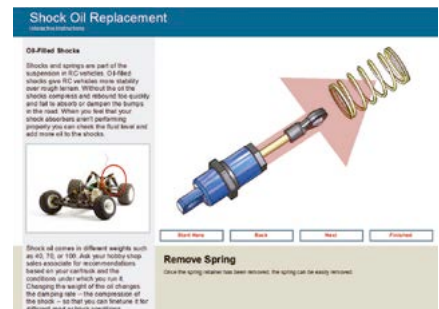 Shock Oil Replacement
Interactive Instructions
Oil-Filled Shocks
Shocks and springs are part of the
suspension in RC vehicles. Oil-filled
shocks give RC vehicles more stability
over rough terrain. Without the oil the
shocks compress and rebound too quickly
and fail to absorb or dampen the bumps
in the road. When you feel that your
shock absorbers aren't performing
properly you can check the fluid level and
add more oil to the shocks.
Start Here
Back
Next
Finished
Shock oil comes in different weights such
as 40, 70, or 100. Ask your hobby shop
sales associate for recommendations
based on your car/truck and the
conditions under which you run it.
Changing the weight of the oil changes
the damping rate – the compression of
the shock – so that you can finetune it for
Remove Spring
Once the spring retainer has been removed, the spring can be easily removed.